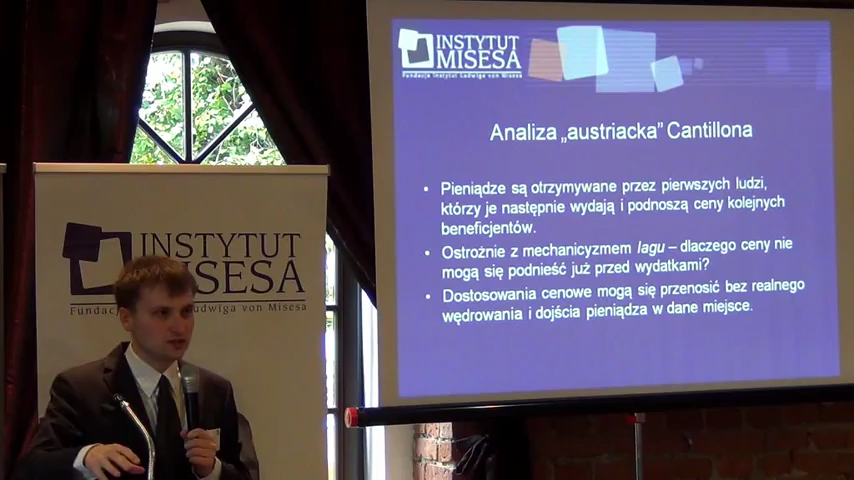 INSTYTUT
MISESA
Fundacja Instytut Ludwiga von Misesa
Analiza „austriacka” Cantillona
• Pieniądze są otrzymywane przez pierwszych ludzi,
którzy je następnie wydają i podnoszą ceny kolejnych
beneficjentów.
• Ostrożnie z mechanicyzmem lagu – dlaczego ceny nie
mogą się podnieść już przed wydatkami?
• Dostosowania cenowe mogą się przenosić bez realnego
wędrowania i dojścia pieniądza w dane miejsce.
INSTYTUT
MISESA
Fundac Ludwiga von Misesa